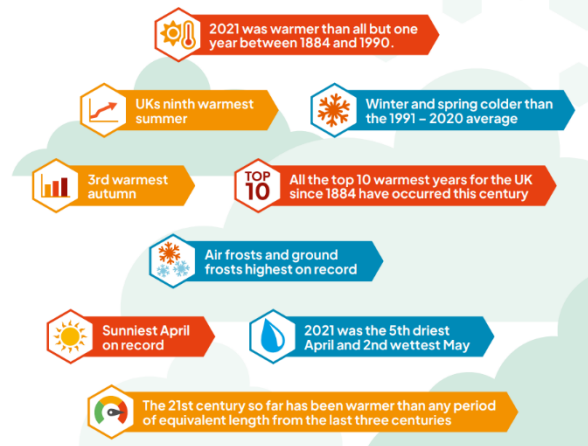 2021 was warmer than all but one
year between 1884 and 1990.
UKs ninth warmest
summer
Winter and spring colder than
the 1991 – 2020 average
3rd warmest
autumn
TOP
10
All the top 10 warmest years for the UK
since 1884 have occurred this century
Air frosts and ground
frosts highest on record
Sunniest April
on record
2021 was the 5th driest
April and 2nd wettest May
The 21st century so far has been warmer than any period
of equivalent length from the last three centuries